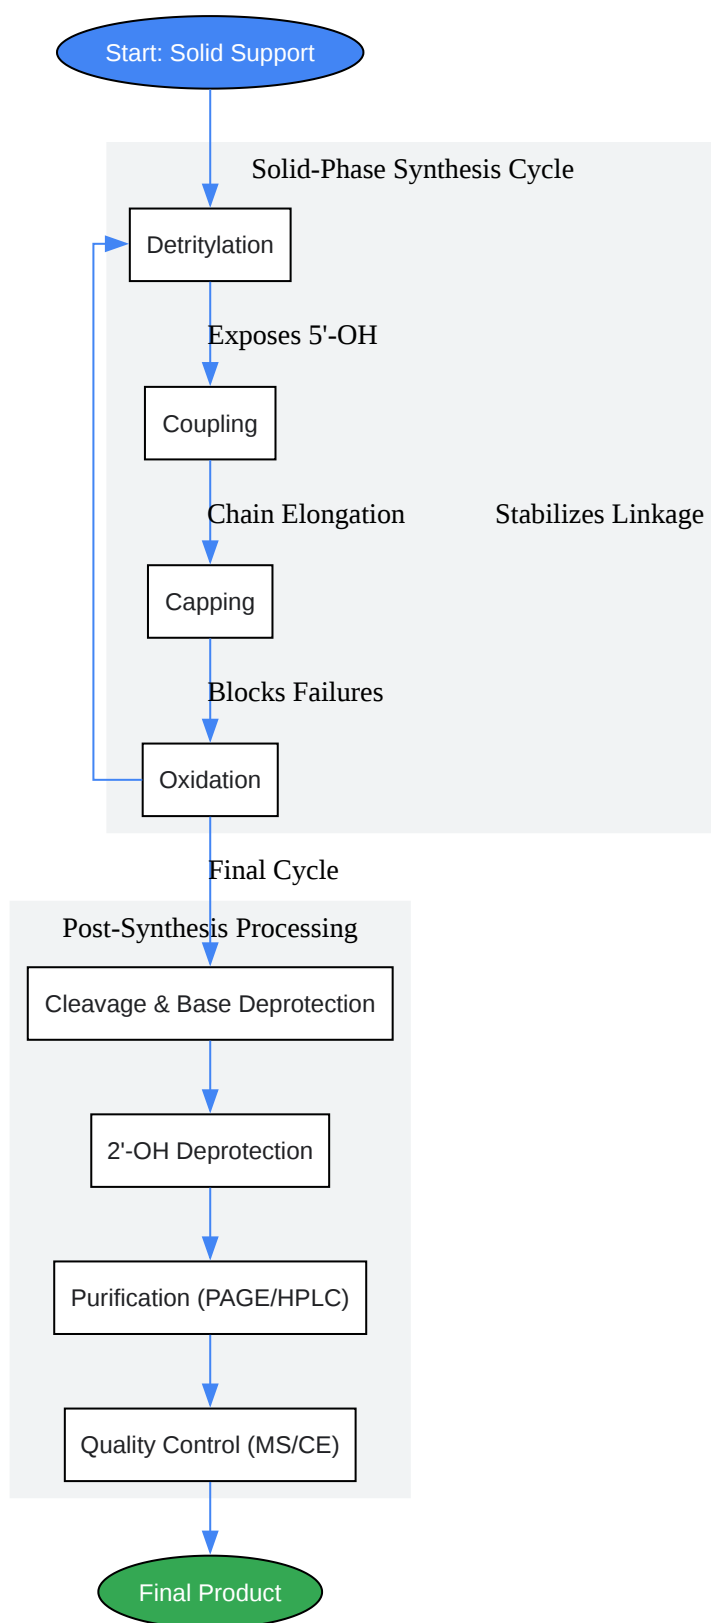 Start: Solid Support
Solid-Phase Synthesis Cycle
Detritylation
Exposes 5'-OH
Coupling
Chain Elongation
Stabilizes Linkage
Capping
Blocks Failures
Oxidation
Final Cycle
Post-Synthesis Processing
Cleavage & Base Deprotection
2'-OH Deprotection
Purification (PAGE/HPLC)
Quality Control (MS/CE)
Final Product